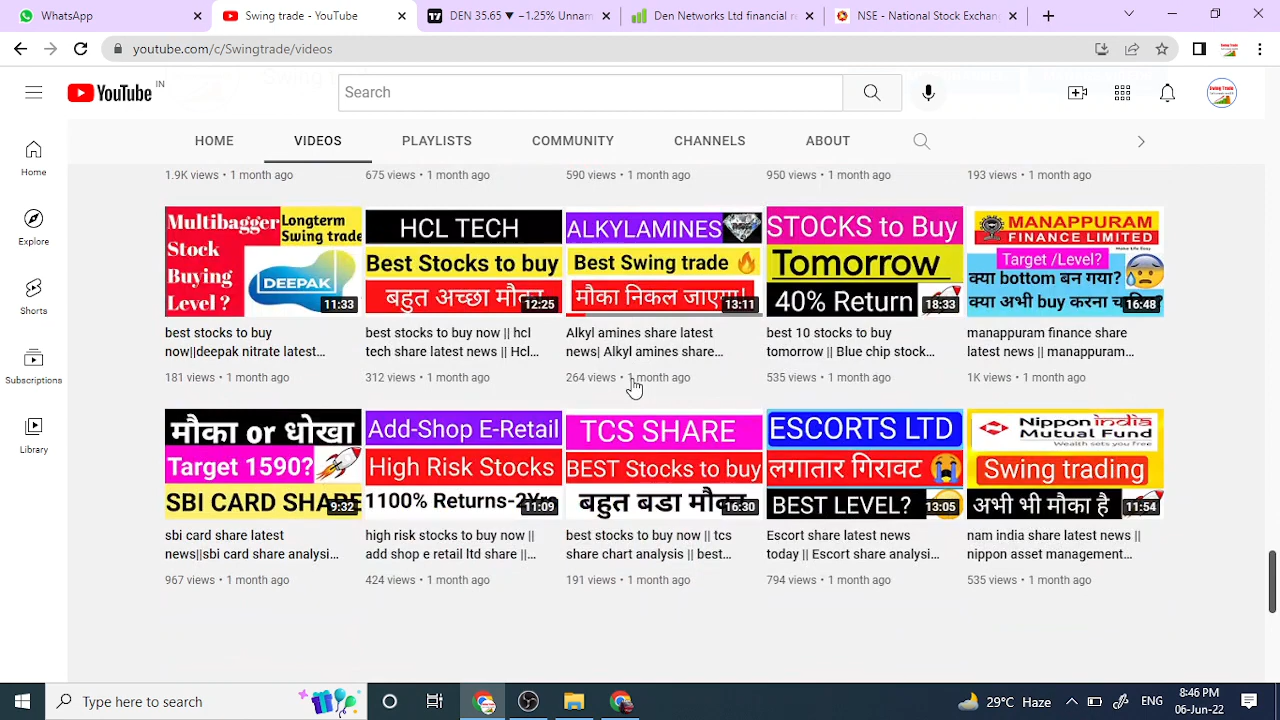 WhatsApp
Swing trade -
DEN 35.65 ▼ −1.25% Unnam
Den Networks Ltd financial re
NSE - National Stock Exchan
youtube.com/c/Swingtrade/videos
YouTube IN
Search
HOME VIDEOS PLAYLISTS COMMUNITY CHANNELS ABOUT
Home
Explore
Shorts
Subscriptions
Library
1.9K views • 1 month ago
675 views • 1 month ago
590 views • 1 month ago
950 views • 1 month ago
193 views • 1 month ago
Multibagger
Stock
Buying
Level ?
Longterm
Swing trade
DEEPAK
11:33
best stocks to buy
now||deepak nitrate latest...
181 views • 1 month ago
HCL TECH
Best Stocks to buy
बहुत अच्छा मौका
12:25
best stocks to buy now || hcl
tech share latest news || Hcl...
312 views • 1 month ago
ALKYLAMINES
Best Swing trade
मौका निकल जाएगा!
13:11
Alkyl amines share latest
news| Alkyl amines share...
264 views • 1 month ago
STOCKS to Buy
Tomorrow
40% Return
18:33
best 10 stocks to buy
tomorrow || Blue chip stock...
535 views • 1 month ago
MANAPPURAM
FINANCE LIMITED
Make Life Easy
Target /Level?
क्या bottom बन गया?
क्या अभी buy करना
16:48
manappuram finance share
latest news || manappuram...
1K views • 1 month ago
मौका or धोखा
Target 1590?
SBI CARD SHARE
9:32
sbi card share latest
news||sbi card share analysi...
967 views • 1 month ago
Add-Shop E-Retail
High Risk Stocks
1100% Returns-2Yrs
11:09
high risk stocks to buy now ||
add shop e retail ltd share ||...
424 views • 1 month ago
TCS SHARE
BEST Stocks to buy
बहुत बडा मौका
16:30
best stocks to buy now || tcs
share chart analysis || best...
191 views • 1 month ago
ESCORTS LTD
लगातार गिरावट
BEST LEVEL?
13:05
Escort share latest news
today || Escort share analysi...
794 views • 1 month ago
Nippon india
Mutual Fund
Wealth sets you free
Swing trading
अभी भी मौका है
11:54
nam india share latest news ||
nippon asset management...
535 views • 1 month ago
Type here to search
29°C Haze
ENG
8:46 PM
06-Jun-22